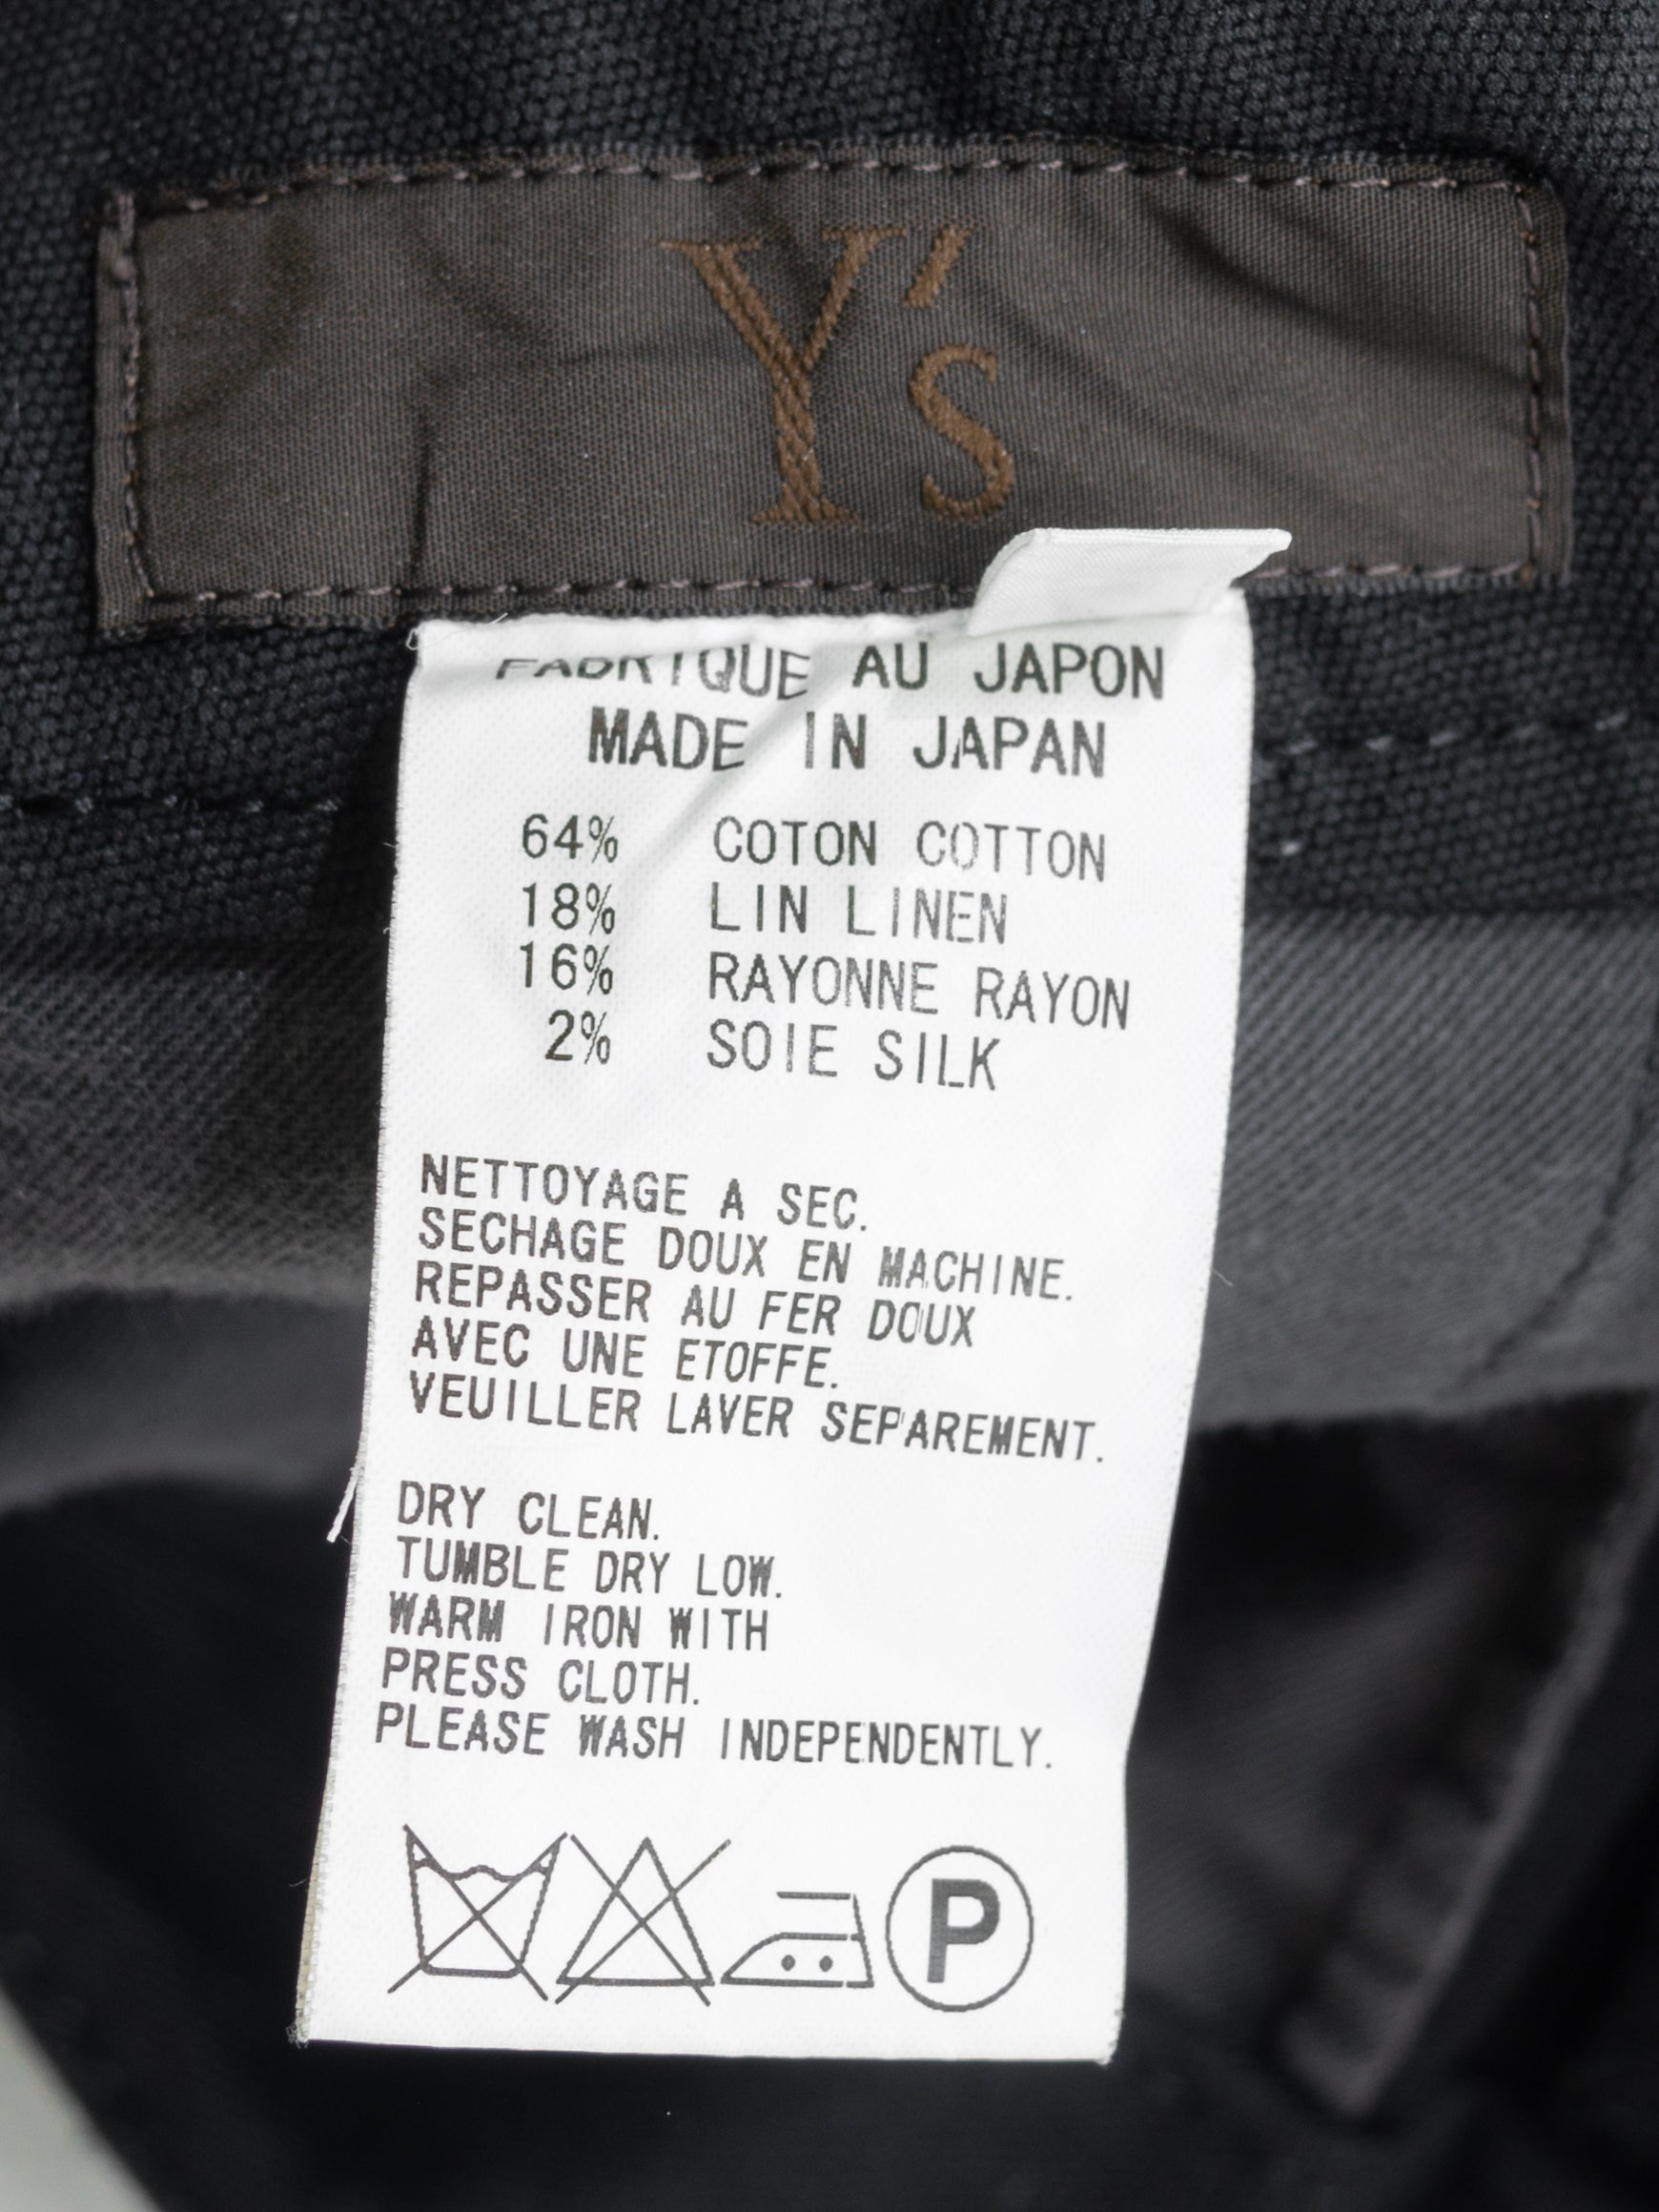 Y's
FABRIQUE AU JAPON
MADE IN JAPAN
64% COTON COTTON
18% LIN LINEN
16% RAYONNE RAYON
2% SOIE SILK
NETTOYAGE A SEC.
SECHAGE DOUX EN MACHINE.
REPASSER AU FER DOUX
AVEC UNE ETOFFE.
VEUILLER LAVER SEPAREMENT.
DRY CLEAN.
TUMBLE DRY LOW.
WARM IRON WITH
PRESS CLOTH.
PLEASE WASH INDEPENDENTLY.
P